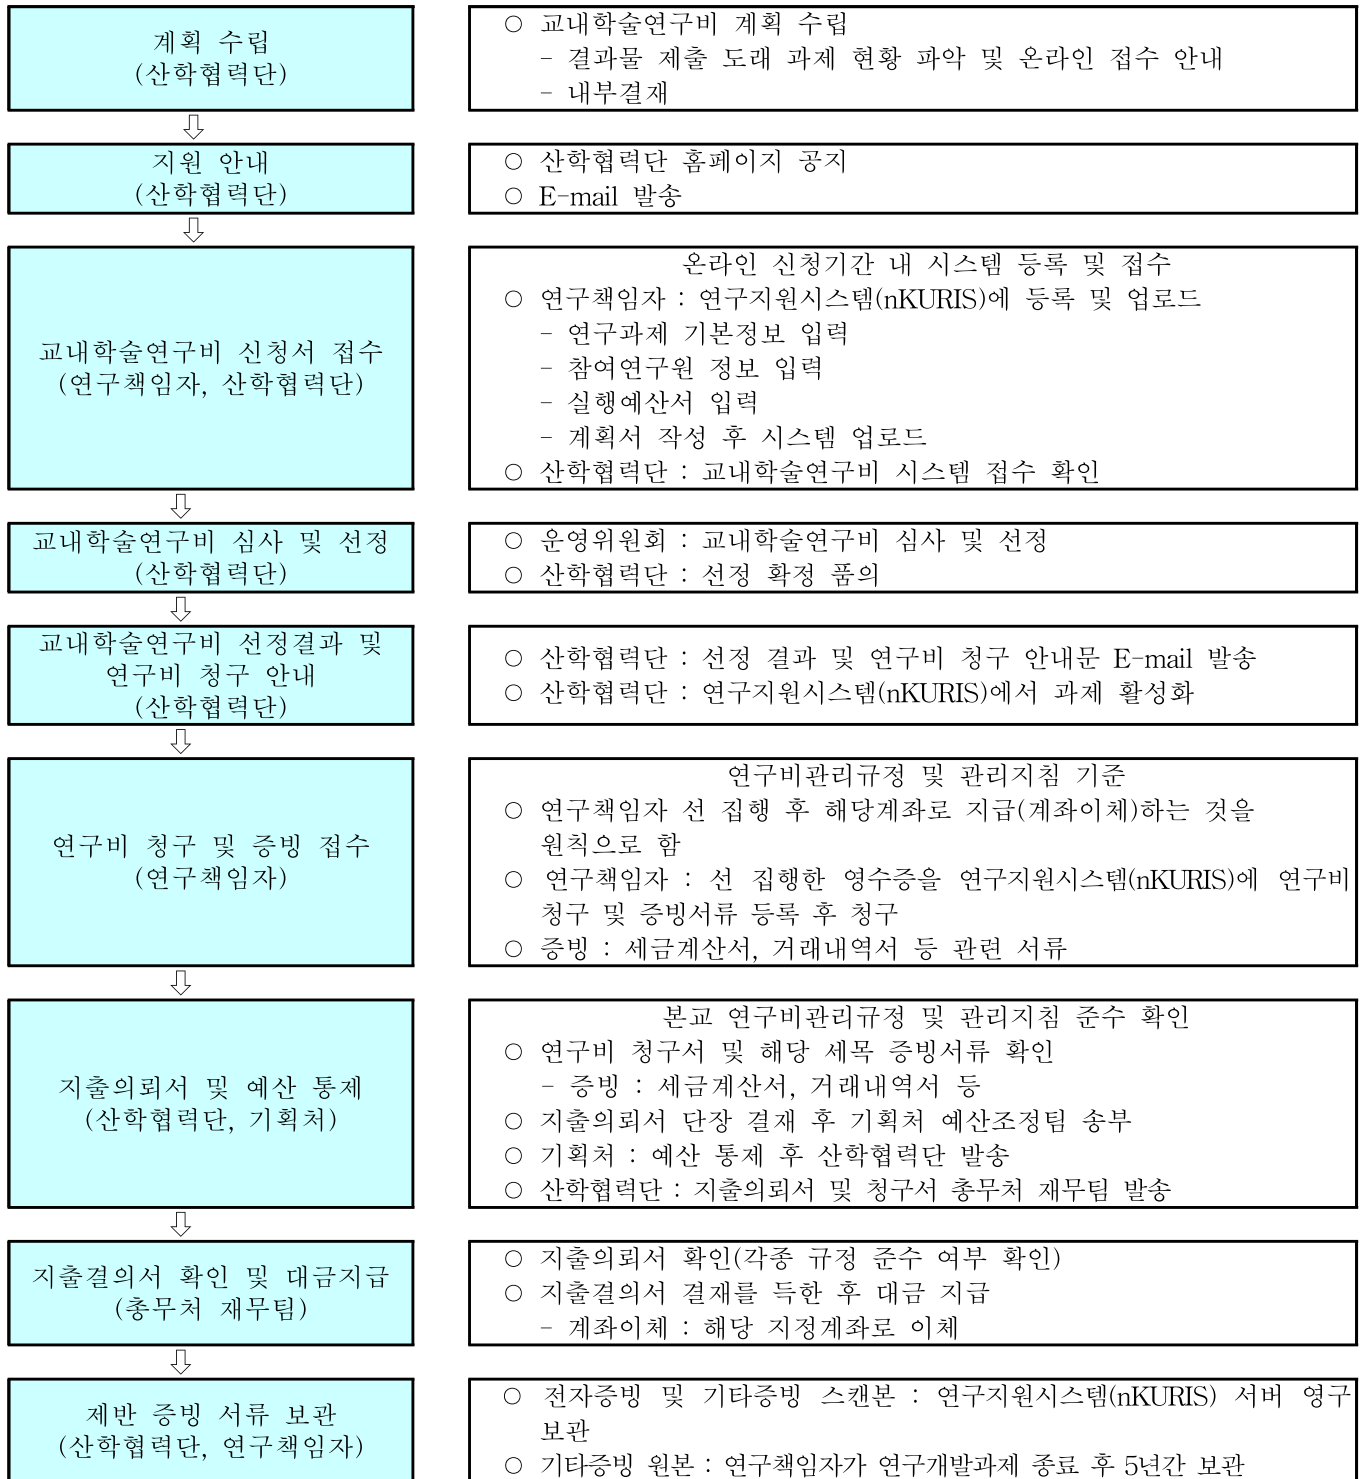 계획 수립
(산학협력단)
○ 교내학술연구비 계획 수립
- 결과물 제출 도래 과제 현황 파악 및 온라인 접수 안내
- 내부결재
지원 안내
(산학협력단)
○ 산학협력단 홈페이지 공지
○ E-mail 발송
교내학술연구비 신청서 접수
(연구책임자, 산학협력단)
온라인 신청기간 내 시스템 등록 및 접수
○ 연구책임자 : 연구지원시스템(nKURIS)에 등록 및 업로드
- 연구과제 기본정보 입력
- 참여연구원 정보 입력
- 실행예산서 입력
- 계획서 작성 후 시스템 업로드
○ 산학협력단 : 교내학술연구비 시스템 접수 확인
교내학술연구비 심사 및 선정
(산학협력단)
○ 운영위원회 : 교내학술연구비 심사 및 선정
○ 산학협력단 : 선정 확정 품의
교내학술연구비 선정결과 및
연구비 청구 안내
(산학협력단)
○ 산학협력단 : 선정 결과 및 연구비 청구 안내문 E-mail 발송
○ 산학협력단 : 연구지원시스템(nKURIS)에서 과제 활성화
연구비 청구 및 증빙 접수
(연구책임자)
연구비관리규정 및 관리지침 기준
○ 연구책임자 선 집행 후 해당계좌로 지급(계좌이체)하는 것을
원칙으로 함
○ 연구책임자 : 선 집행한 영수증을 연구지원시스템(nKURIS)에 연구비
청구 및 증빙서류 등록 후 청구
○ 증빙 : 세금계산서, 거래내역서 등 관련 서류
지출의뢰서 및 예산 통제
(산학협력단, 기획처)
본교 연구비관리규정 및 관리지침 준수 확인
○ 연구비 청구서 및 해당 세목 증빙서류 확인
- 증빙 : 세금계산서, 거래내역서 등
○ 지출의뢰서 단장 결재 후 기획처 예산조정팀 송부
○ 기획처 : 예산 통제 후 산학협력단 발송
○ 산학협력단 : 지출의뢰서 및 청구서 총무처 재무팀 발송
지출결의서 확인 및 대금지급
(총무처 재무팀)
○ 지출의뢰서 확인(각종 규정 준수 여부 확인)
○ 지출결의서 결재를 득한 후 대금 지급
- 계좌이체 : 해당 지정계좌로 이체
제반 증빙 서류 보관
(산학협력단, 연구책임자)
○ 전자증빙 및 기타증빙 스캔본 : 연구지원시스템(nKURIS) 서버 영구
보관
○ 기타증빙 원본 : 연구책임자가 연구개발과제 종료 후 5년간 보관